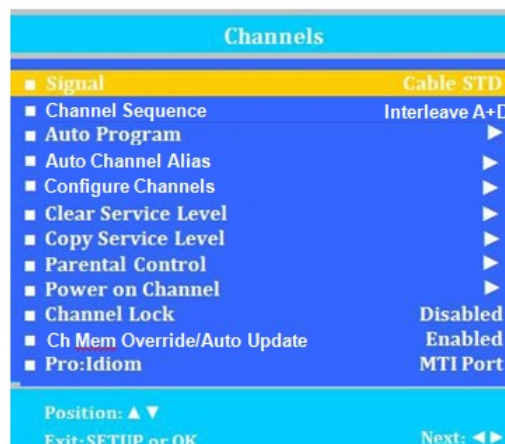 Channels
Signal Cable STD
Channel Sequence Interleave A+D
Auto Program ▶
Auto Channel Alias ▶
Configure Channels ▶
Clear Service Level ▶
Copy Service Level ▶
Parental Control ▶
Power on Channel ▶
Channel Lock Disabled
Ch Mem Override/Auto Update Enabled
Pro:Idiom MTI Port
Position: ▲ ▼
Exit: SETUP or OK Next: ◀ ▶